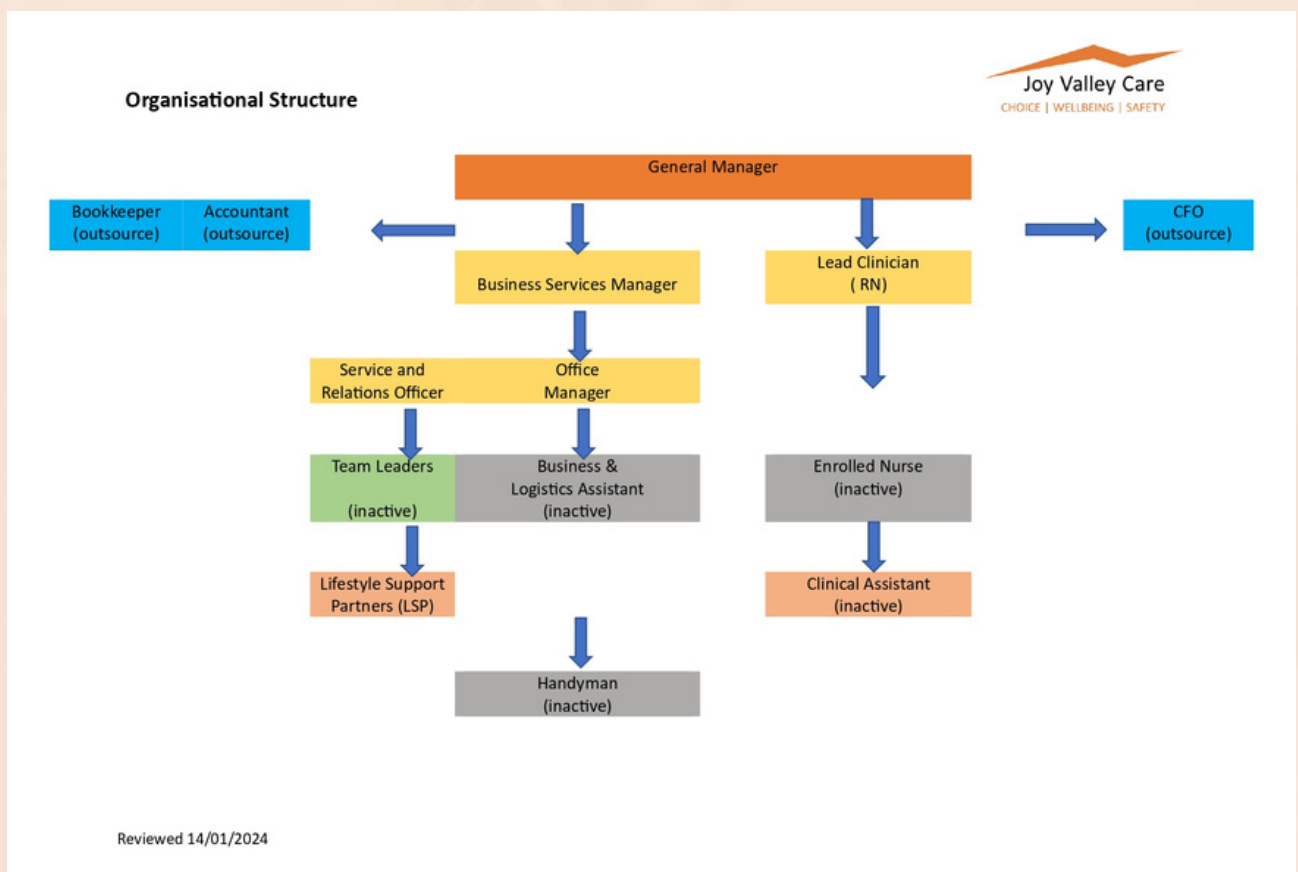 Organisational Structure
Joy Valley Care
CHOICE | WELLBEING | SAFETY
General Manager
Bookkeeper
(outsource)
Accountant
(outsource)
CFO
(outsource)
Business Services Manager
Lead Clinician
( RN)
Service and
Relations Officer
Office
Manager
Team Leaders
(inactive)
Business &
Logistics Assistant
(inactive)
Enrolled Nurse
(inactive)
Lifestyle Support
Partners (LSP)
Clinical Assistant
(inactive)
Handyman
(inactive)
Reviewed 14/01/2024